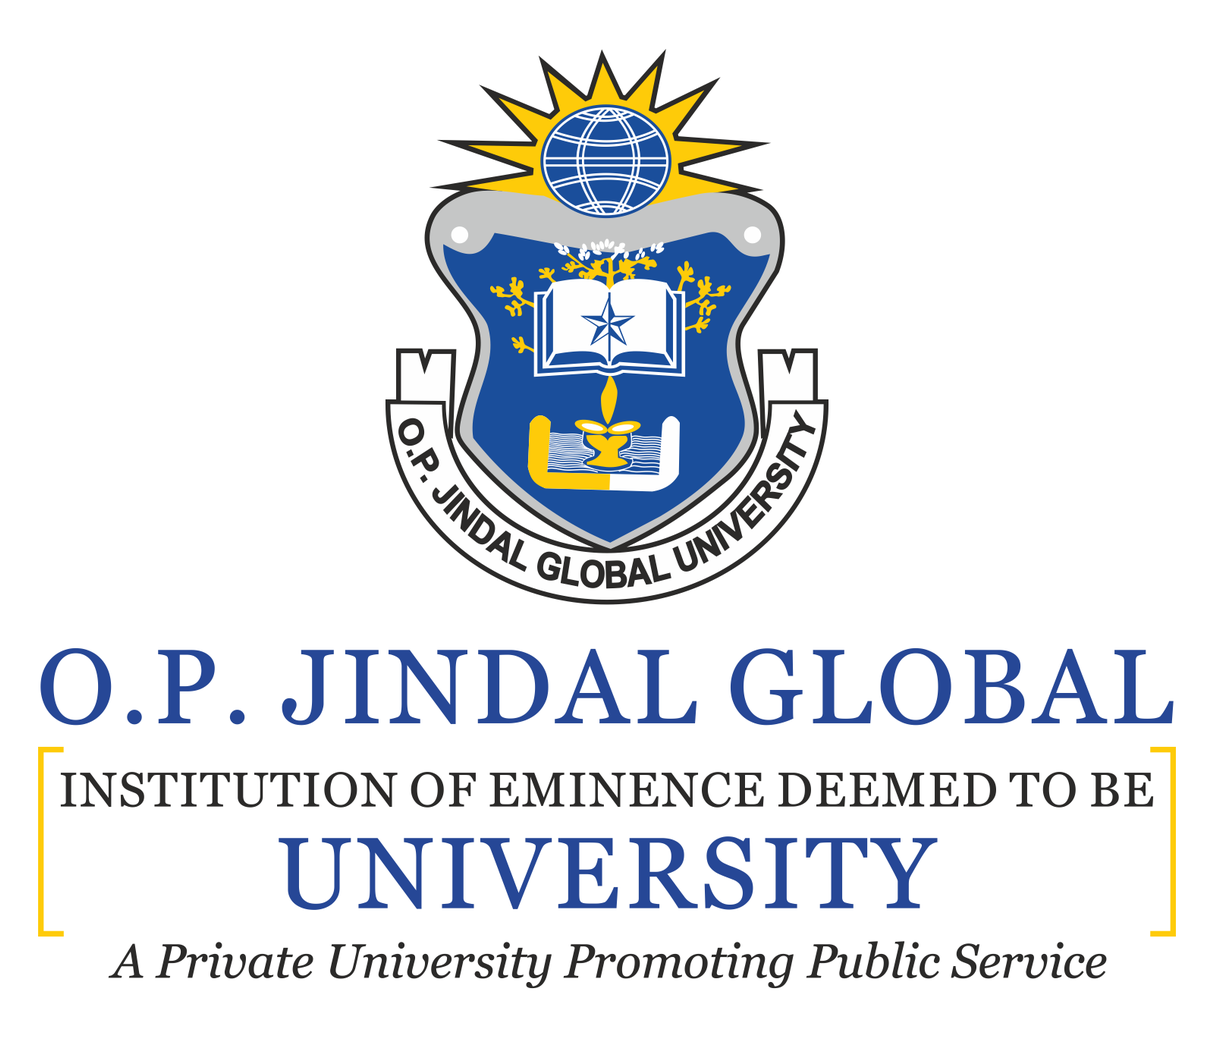 O.P. JINDAL GLOBAL UNIVERSITY
O.P. JINDAL GLOBAL
INSTITUTION OF EMINENCE DEEMED TO BE
UNIVERSITY
A Private University Promoting Public Service